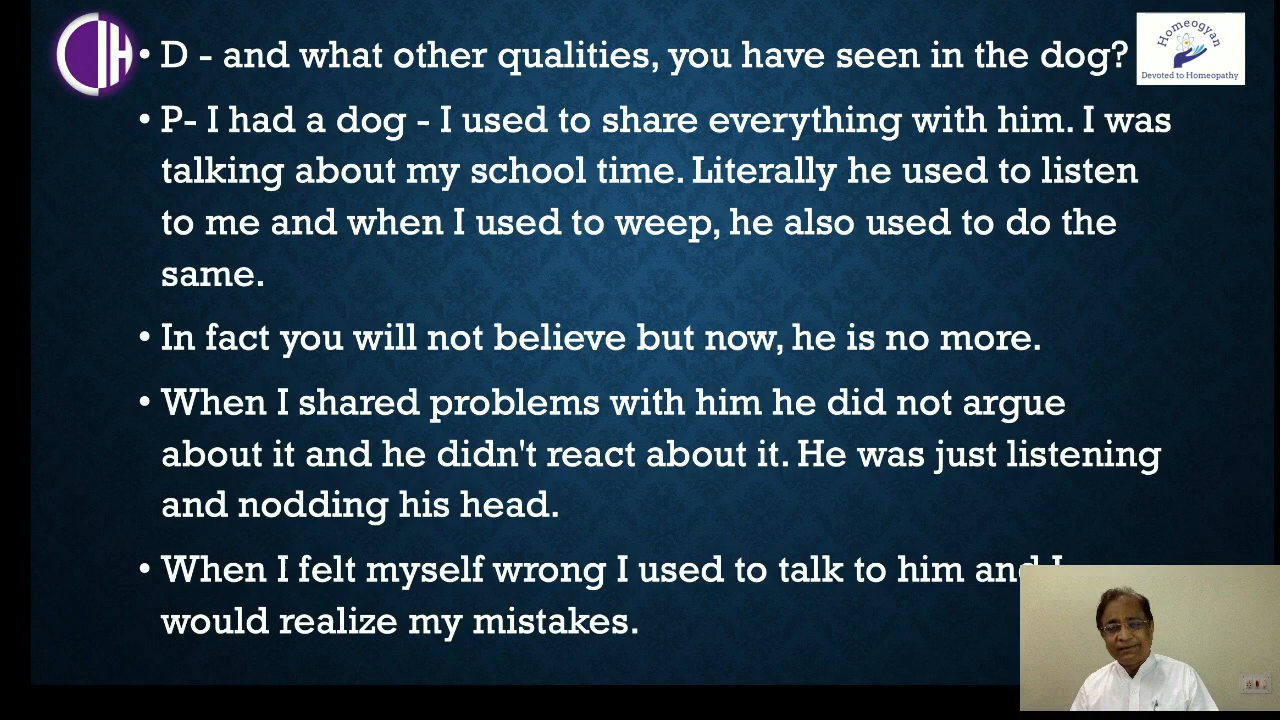 • D - and what other qualities, you have seen in the dog?
• P- I had a dog - I used to share everything with him. I was
talking about my school time. Literally he used to listen
to me and when I used to weep, he also used to do the
same.
• In fact you will not believe but now, he is no more.
• When I shared problems with him he did not argue
about it and he didn't react about it. He was just listening
and nodding his head.
• When I felt myself wrong I used to talk to him and I
would realize my mistakes.
Homeogyan
Devoted to Homeopathy